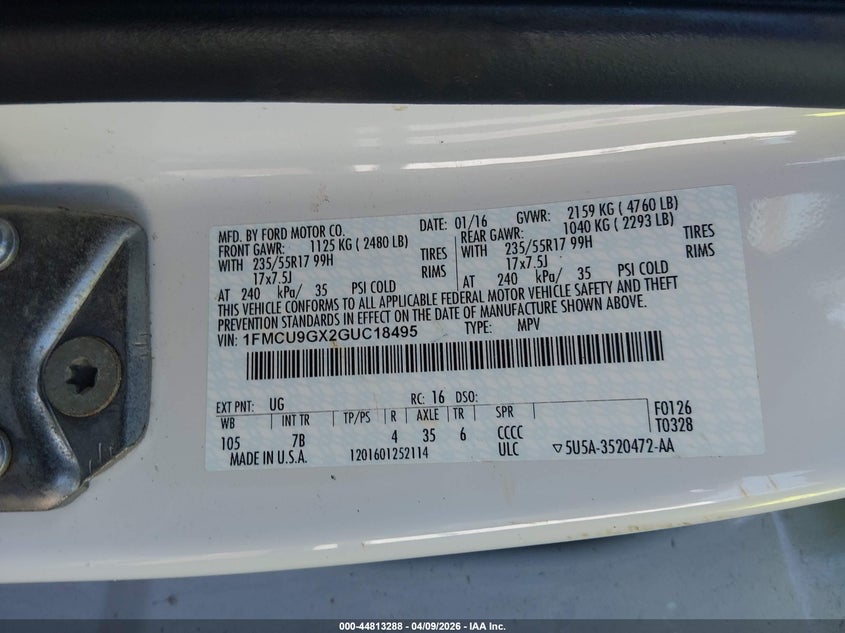 MFD. BY FORD MOTOR CO. DATE: 01/16 GVWR: 2159 KG ( 4760 LB)
FRONT GAWR: 1125 KG ( 2480 LB) REAR GAWR: 1040 KG ( 2293 LB)
WITH 235/55R17 99H TIRES WITH 235/55R17 99H TIRES
17x7.5J RIMS 17x7.5J RIMS
AT 240 kPa/ 35 PSI COLD AT 240 kPa/ 35 PSI COLD
THIS VEHICLE CONFORMS TO ALL APPLICABLE FEDERAL MOTOR VEHICLE SAFETY AND THEFT
PREVENTION STANDARDS IN EFFECT ON THE DATE OF MANUFACTURE SHOWN ABOVE.
VIN: 1FMCU9GX2GUC18495 TYPE: MPV
EXT PNT: UG RC: 16 DSO: F0126
WB INT TR TP/PS R AXLE TR SPR T0328
105 7B 4 35 6 CCCC
MADE IN U.S.A. 1201601252114 ULC ▽5U5A-3520472-AA
000-44813288 - 04/09/2026 - IAA Inc.